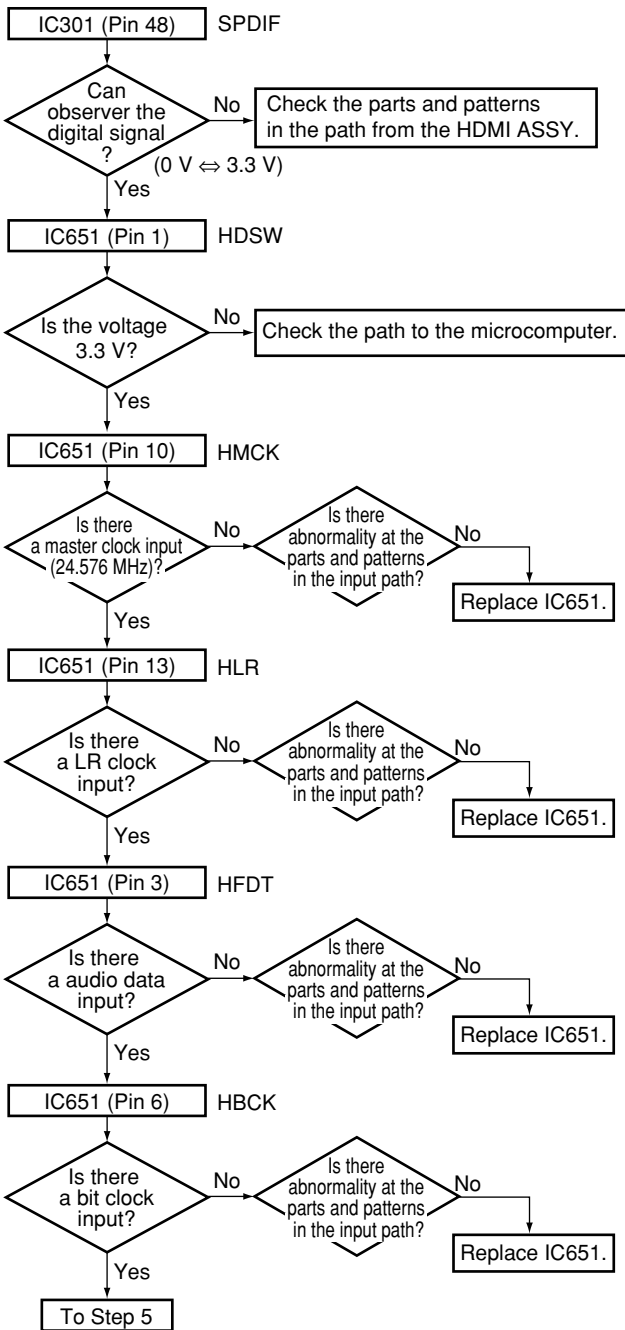 IC301 (Pin 48) SPDIF
Can
observer the
digital signal
?
No
Check the parts and patterns
in the path from the HDMI ASSY.
(0 V ⇔ 3.3 V)
Yes
IC651 (Pin 1) HDSW
Is the voltage
3.3 V?
No
Check the path to the microcomputer.
Yes
IC651 (Pin 10) HMCK
Is there
a master clock input
(24.576 MHz)?
No
Is there
abnormality at the
parts and patterns
in the input path?
No
Replace IC651.
Yes
IC651 (Pin 13) HLR
Is there
a LR clock
input?
No
Is there
abnormality at the
parts and patterns
in the input path?
No
Replace IC651.
Yes
IC651 (Pin 3) HFDT
Is there
a audio data
input?
No
Is there
abnormality at the
parts and patterns
in the input path?
No
Replace IC651.
Yes
IC651 (Pin 6) HBCK
Is there
a bit clock
input?
No
Is there
abnormality at the
parts and patterns
in the input path?
No
Replace IC651.
Yes
To Step 5